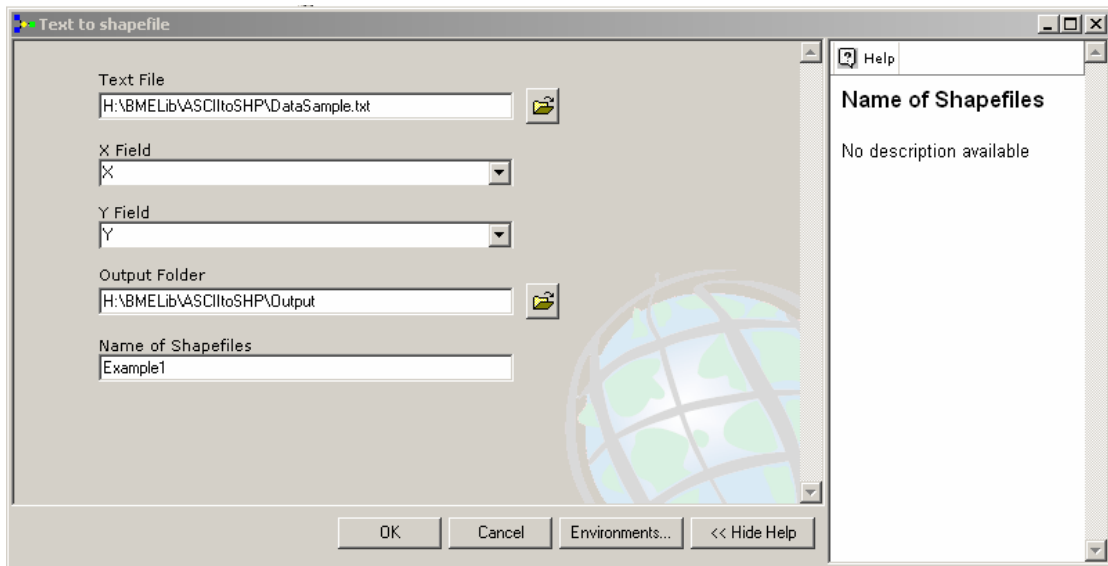 Text to shapefile
Text File
H:\BMELib\ASCIItoSHP\DataSample.txt
X Field
X
Y Field
Y
Output Folder
H:\BMELib\ASCIItoSHP\Output
Name of Shapefiles
Example1
OK
Cancel
Environments...
<< Hide Help
Help
Name of Shapefiles
No description available